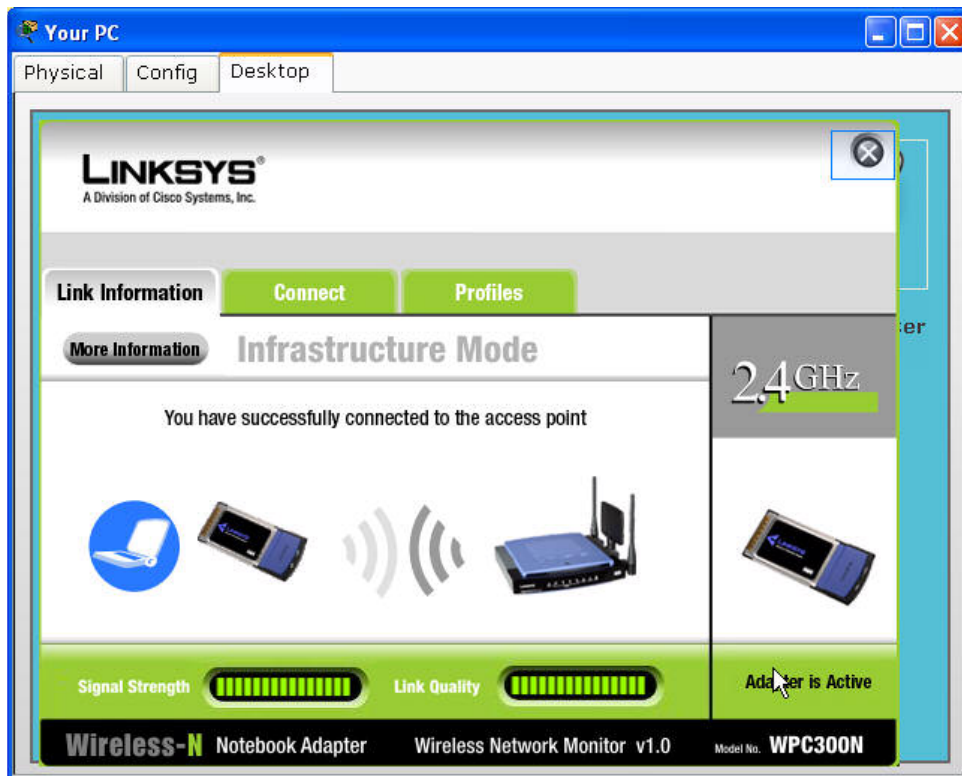 Your PC
Physical Config Desktop
LINKSYS®
A Division of Cisco Systems, Inc.
Link Information Connect Profiles
More Information Infrastructure Mode
2.4GHz
You have successfully connected to the access point
Signal Strength Link Quality Adapter is Active
Wireless-N Notebook Adapter Wireless Network Monitor v1.0 Model No. WPC300N